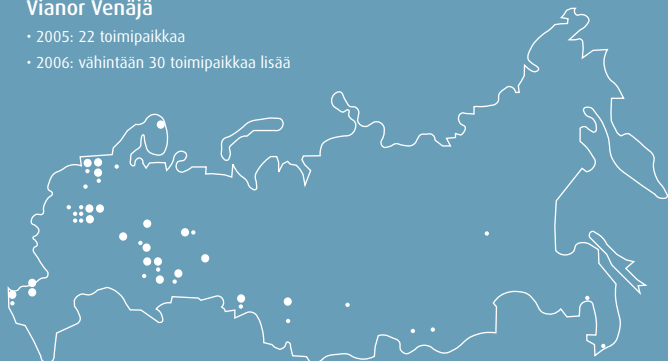 Vianor Venäjä
• 2005: 22 toimipaikkaa
• 2006: vähintään 30 toimipaikkaa lisää